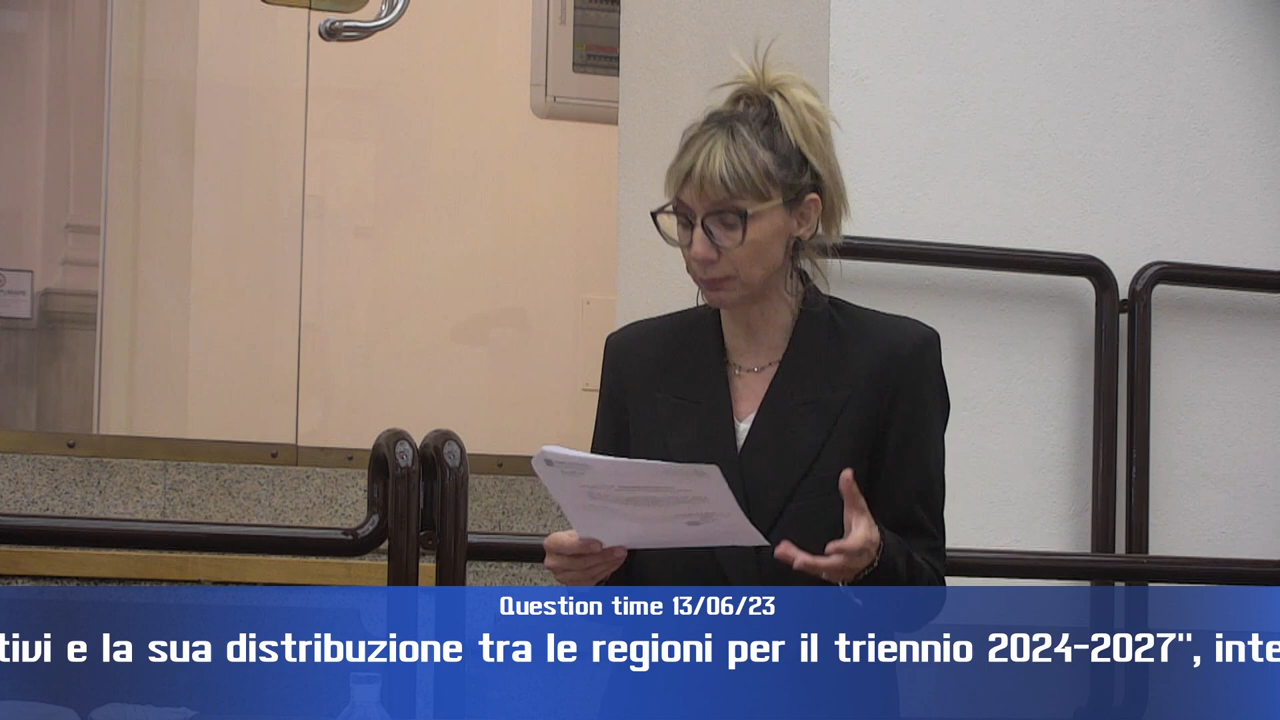 Question time 13/06/23
tivi e la sua distribuzione tra le regioni per il triennio 2024-2027", inte